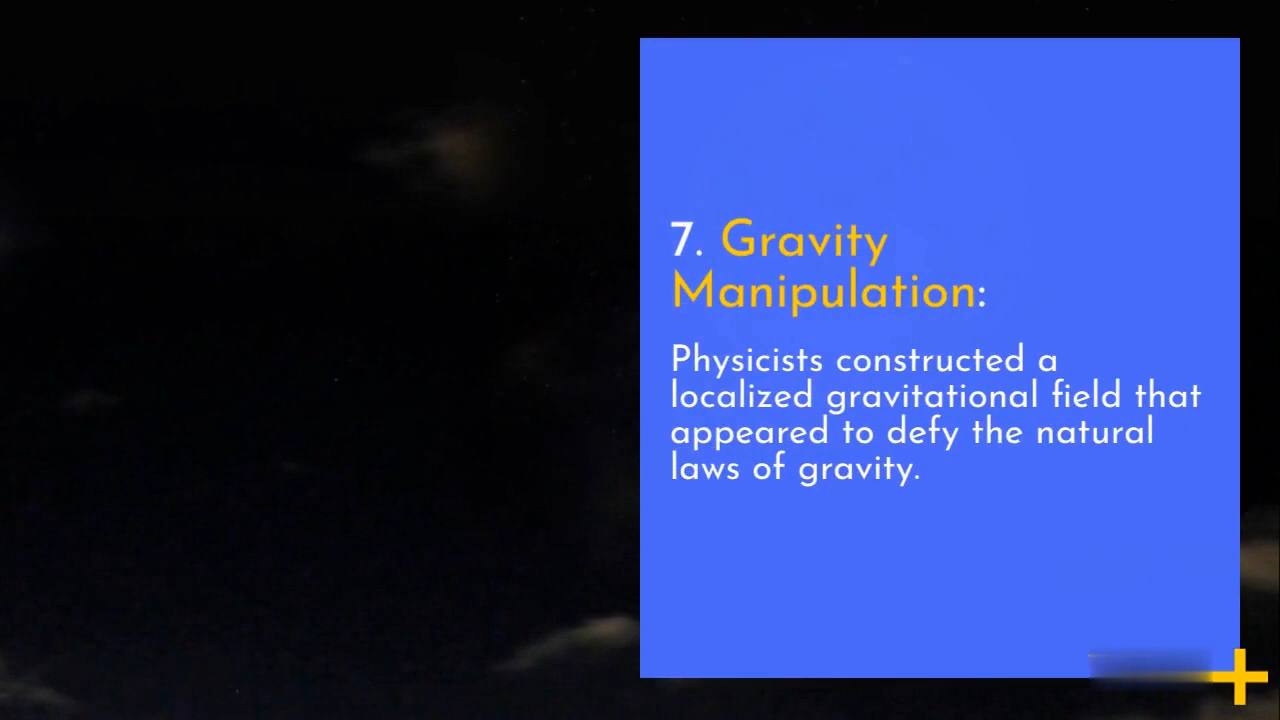 7. Gravity
Manipulation:
Physicists constructed a
localized gravitational field that
appeared to defy the natural
laws of gravity.